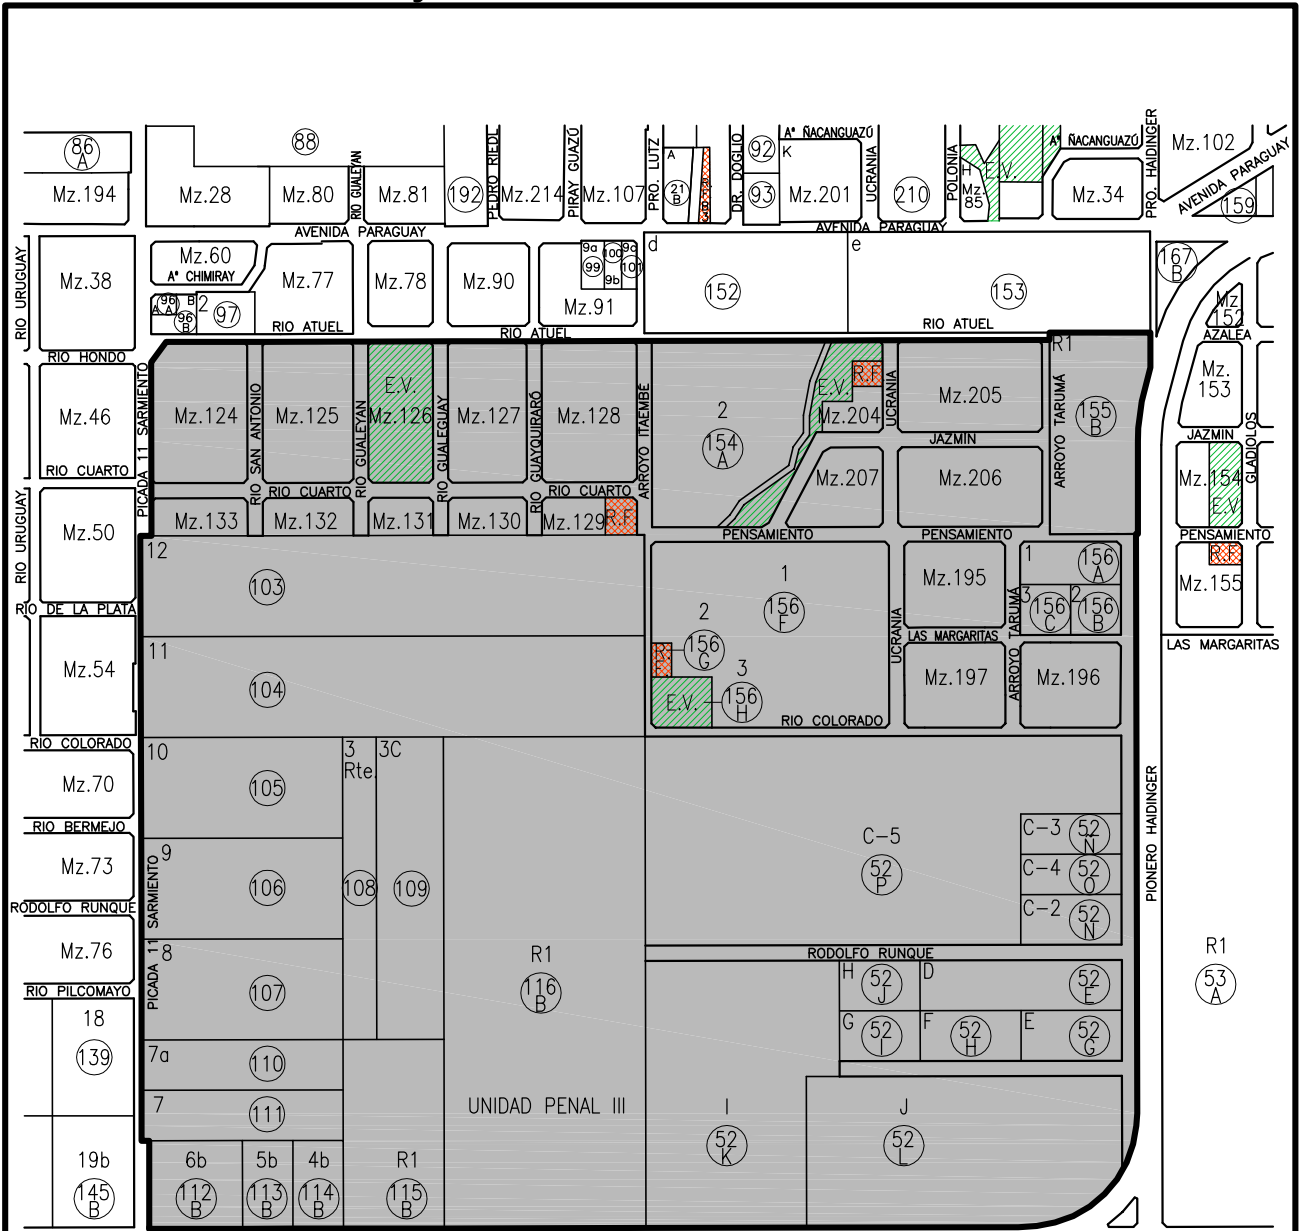 86
A
88
Mz.194
Mz.28
Mz.80
RIO GUALEYAN
Mz.81
192
PEDRO RIEDL
Mz.214
PIRAY GUAZÚ
Mz.107
PRO. LUTZ
A
21
B
DR. DOGLIO
92
93
A° ÑACANGUAZÚ
K
Mz.201
UCRANIA
210
POLONIA
H
Mz.
85
E.V.
A° ÑACANGUAZÚ
Mz.34
PRO. HAIDINGER
Mz.102
AVENIDA PARAGUAY
159
AVENIDA PARAGUAY
AVENIDA PARAGUAY
RIO URUGUAY
Mz.38
Mz.60
A° CHIMIRAY
96
A
A
B
96
B
2
97
Mz.77
RIO ATUEL
Mz.78
Mz.90
9a
99
100
9b
9a
101
Mz.91
RIO ATUEL
d
152
e
153
RIO ATUEL
167
B
Mz.
152
AZALEA
RIO HONDO
Mz.46
RIO CUARTO
PICADA 11 SARMIENTO
Mz.124
RIO SAN ANTONIO
Mz.125
RIO GUALEYAN
E.V.
Mz.126
RIO GUALEGUAY
Mz.127
RIO GUAYQUIRARÓ
Mz.128
ARROYO ITAEMBÉ
2
154
A
E.V.
R.F.
Mz.204
UCRANIA
Mz.205
JAZMIN
R1
ARROYO TARUMÁ
155
B
Mz.
153
JAZMIN
GLADIOLOS
RIO URUGUAY
Mz.50
RIO CUARTO
RIO CUARTO
Mz.133
Mz.132
Mz.131
Mz.130
Mz.129
R.F.
Mz.207
Mz.206
Mz.154
E.V.
PENSAMIENTO
PENSAMIENTO
PENSAMIENTO
R.F.
Mz.155
LAS MARGARITAS
RIO DE LA PLATA
12
103
1
156
F
UCRANIA
Mz.195
LAS MARGARITAS
1
156
A
3
156
C
2
156
B
ARROYO TARUMÁ
Mz.54
11
104
2
156
G
R.
F.
3
156
H
E.V.
RIO COLORADO
Mz.197
Mz.196
RIO COLORADO
Mz.70
10
105
3
Rte.
3C
PIONERO HAIDINGER
RIO BERMEJO
Mz.73
PICADA 11 SARMIENTO
9
106
108
109
C-5
52
P
C-3
52
Ñ
C-4
52
O
C-2
52
N
RODOLFO RUNQUE
Mz.76
8
107
R1
116
B
RODOLFO RUNQUE
R1
53
A
RIO PILCOMAYO
18
139
H
52
J
D
52
E
G
52
I
F
52
H
E
52
G
7a
110
7
111
UNIDAD PENAL III
I
52
K
J
52
L
19b
145
B
6b
112
B
5b
113
B
4b
114
B
R1
115
B